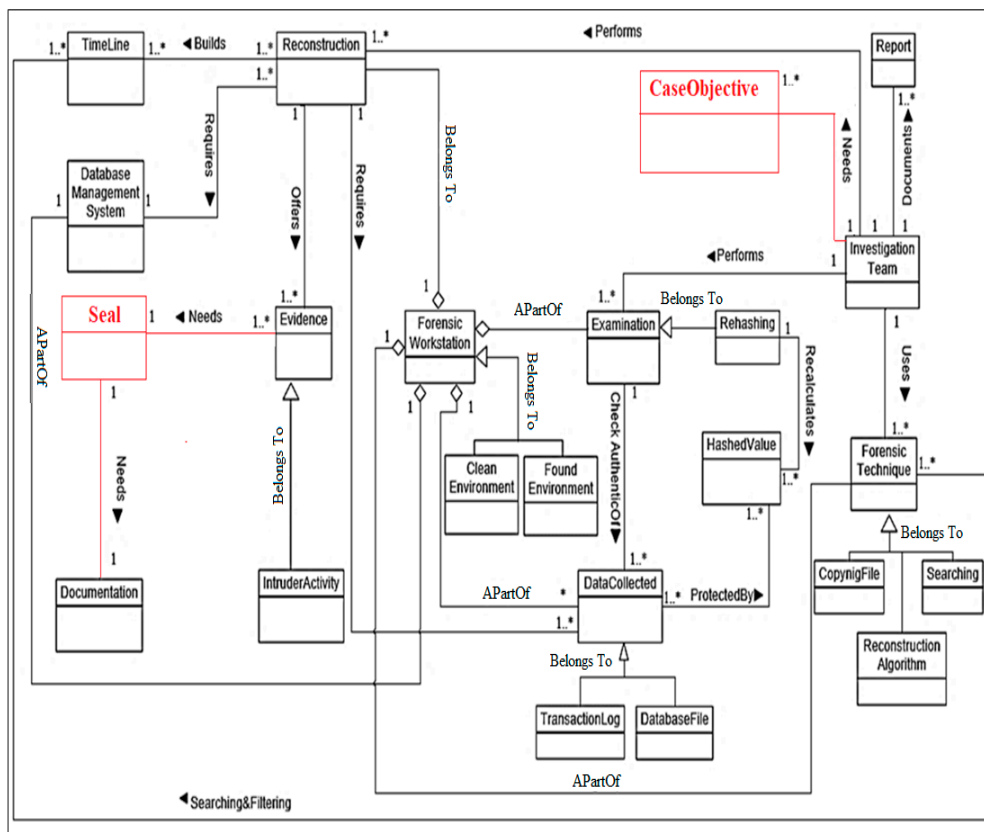 TimeLine
1..*
1..*
◄Builds
1..*
Reconstruction
1..*
◄Performs
Report
1..*
CaseObjective
1..*
1..*
1
1
Requires
Offers
Requires
Belongs To
Needs
Documents
Database
Management
System
1
1
1
1
1
Investigation
Team
1
◄Performs
1..*
1..*
Belongs To
Seal
1
◄Needs
1..*
Evidence
1
1
Forensic
Workstation
APartOf
Examination
Rehashing
1
1
APartOf
1
1
1
Belongs To
Recalculates
Uses
Belongs To
Check AuthenticOf
HashedValue
1..*
1..*
1..*
Forensic
Technique
1..*
Clean
Environment
Found
Environment
Needs
Belongs To
1
1..*
CopynigFile
Searching
Documentation
IntruderActivity
APartOf
*
1..*
DataCollected
1..*
ProtectedBy►
Belongs To
Reconstruction
Algorithm
TransactionLog
DatabaseFile
APartOf
◄Searching&Filtering